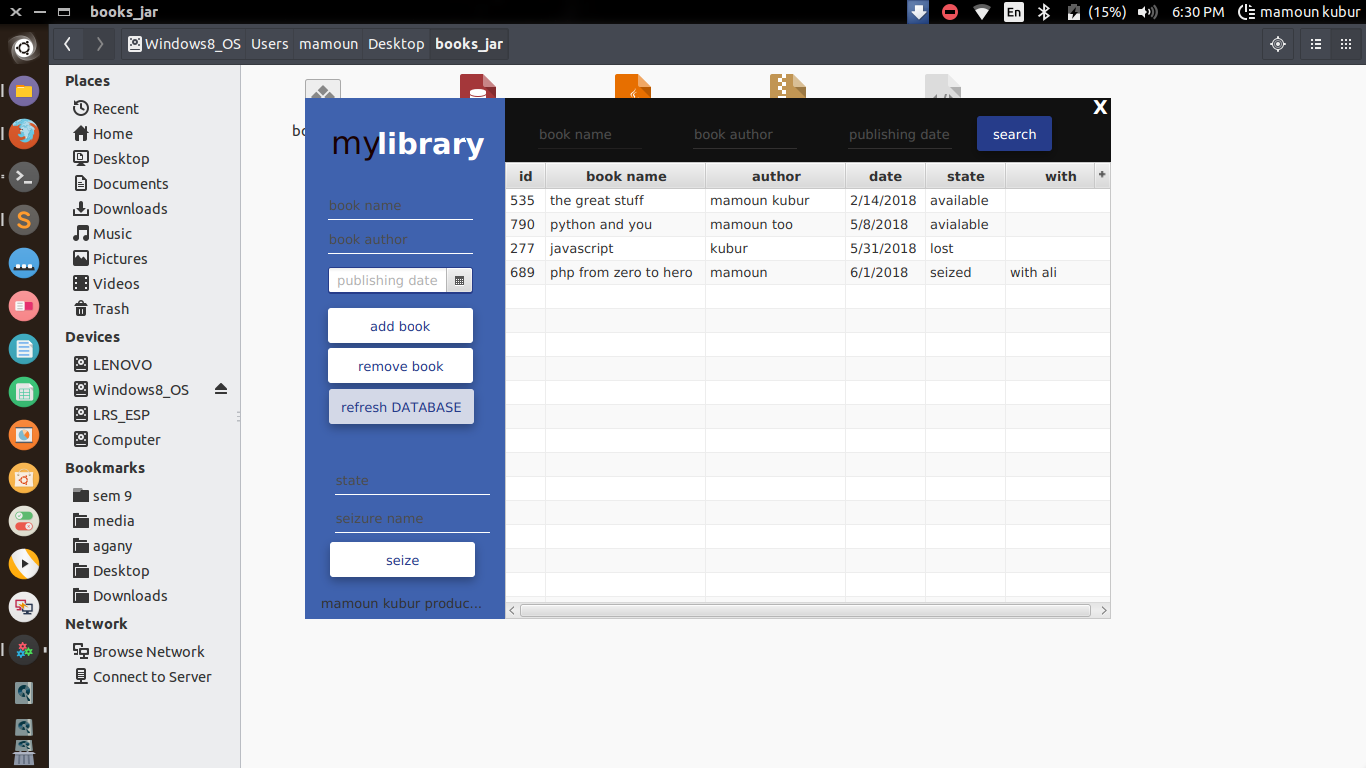 books_jar
En
(15%)
6:30 PM
mamoun kubur
Windows8_OS
Users
mamoun
Desktop
books_jar
Places
Recent
Home
Desktop
Documents
Downloads
Music
Pictures
Videos
Trash
Devices
LENOVO
Windows8_OS
LRS_ESP
Computer
Bookmarks
sem 9
media
agany
Desktop
Downloads
Network
Browse Network
Connect to Server
mylibrary
book name
book author
publishing date
add book
remove book
refresh DATABASE
state
seizure name
seize
mamoun kubur produc...
X
book name book author publishing date search
id book name author date state with +
535 the great stuff mamoun kubur 2/14/2018 available
790 python and you mamoun too 5/8/2018 avialable
277 javascript kubur 5/31/2018 lost
689 php from zero to hero mamoun 6/1/2018 seized with ali